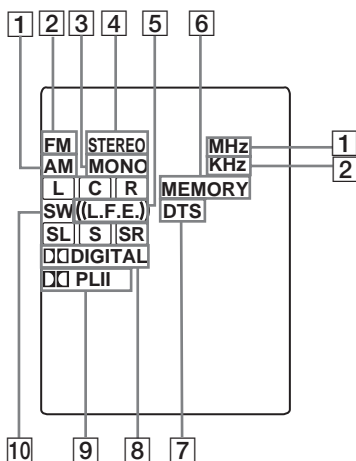 1 2 3 4 5 6
FM STEREO MHz 1
AM MONO KHz 2
L C R MEMORY
SW ((L.F.E.)) DTS
SL S SR
DIGITAL
PLII
10 9 8 7